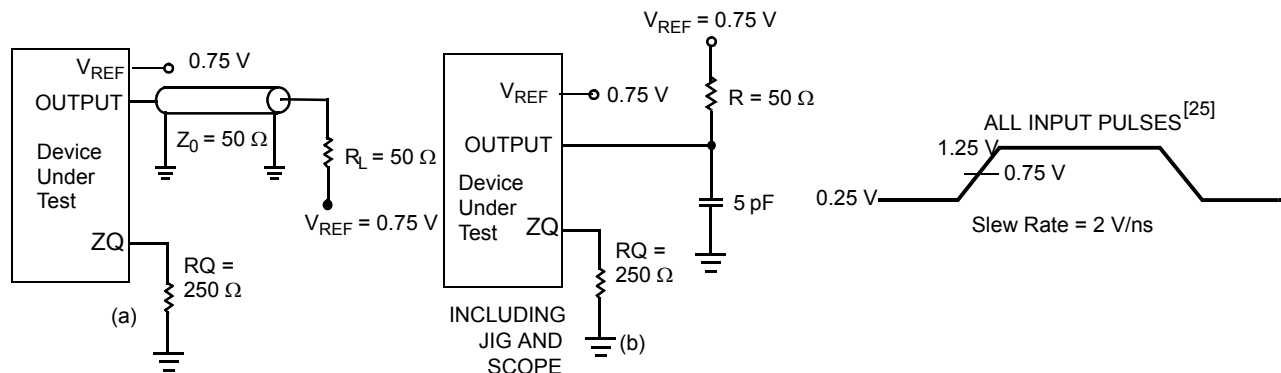 V_REF 0.75 V
OUTPUT
Z_0 = 50 Ω
Device
Under
Test
R_L = 50 Ω
V_REF = 0.75 V
ZQ
RQ =
250 Ω
(a)
V_REF = 0.75 V
R = 50 Ω
V_REF 0.75 V
OUTPUT
Device
Under
Test
5 pF
ZQ
RQ =
250 Ω
INCLUDING
JIG AND
SCOPE
(b)
ALL INPUT PULSES[25]
1.25 V
0.75 V
0.25 V
Slew Rate = 2 V/ns